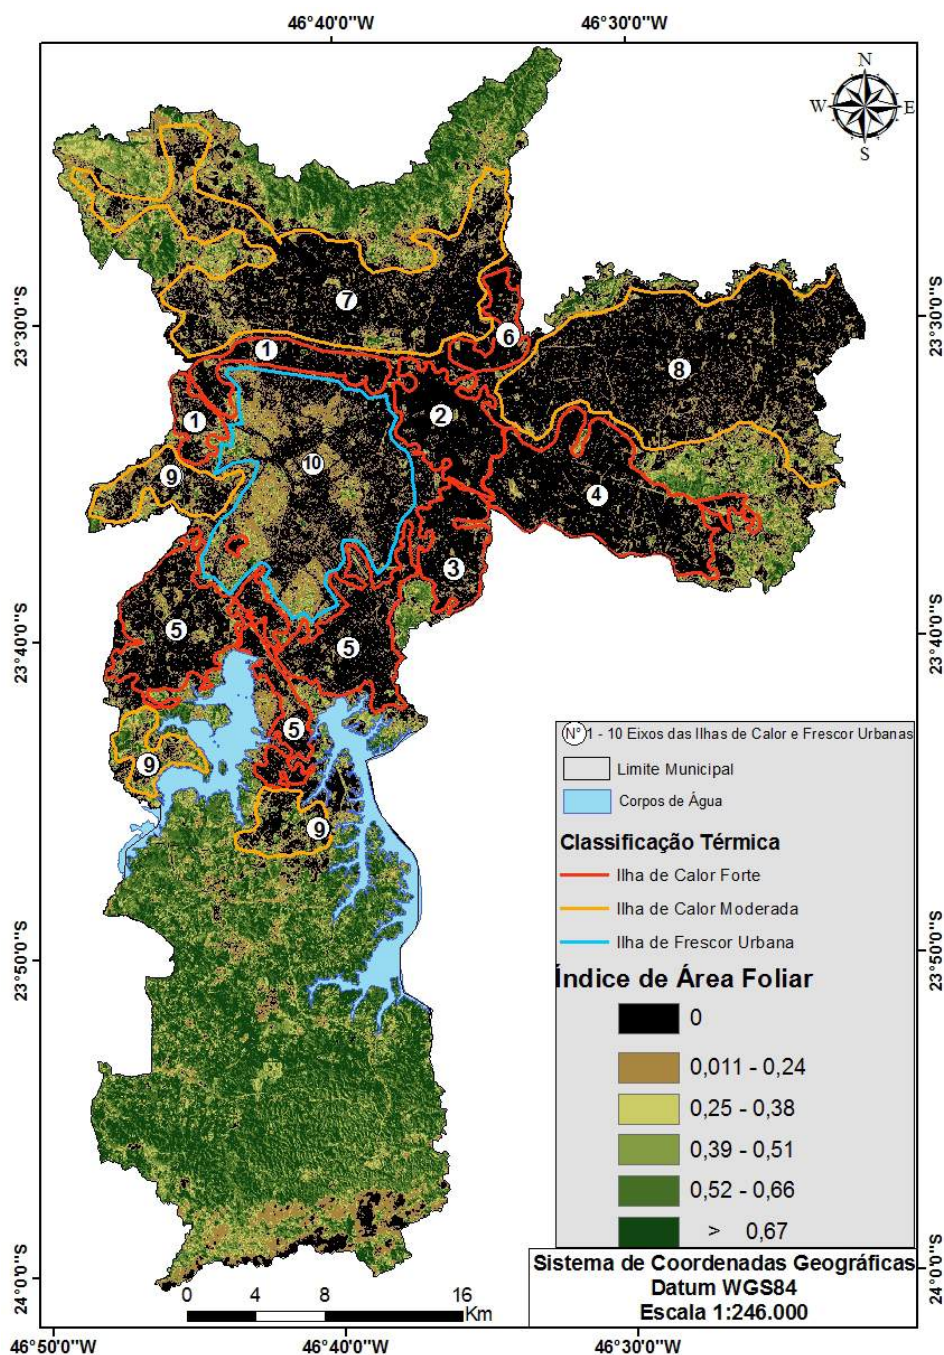 46°40'0"W 46°30'0"W
N
W E
S
23°30'0"S 23°30'0"S
7
6
8
1
2
1
10
9
4
3
5
5
23°40'0"S 23°40'0"S
5
9
9
Nº 1 - 10 Eixos das Ilhas de Calor e Frescor Urbanas
Limite Municipal
Corpos de Água
Classificação Térmica
Ilha de Calor Forte
Ilha de Calor Moderada
Ilha de Frescor Urbana
23°50'0"S 23°50'0"S
Índice de Área Foliar
0
0,011 - 0,24
0,25 - 0,38
0,39 - 0,51
0,52 - 0,66
> 0,67
Sistema de Coordenadas Geográficas
Datum WGS84
Escala 1:246.000
24°0'0"S 24°0'0"S
0 4 8 16
Km
46°50'0"W 46°40'0"W 46°30'0"W